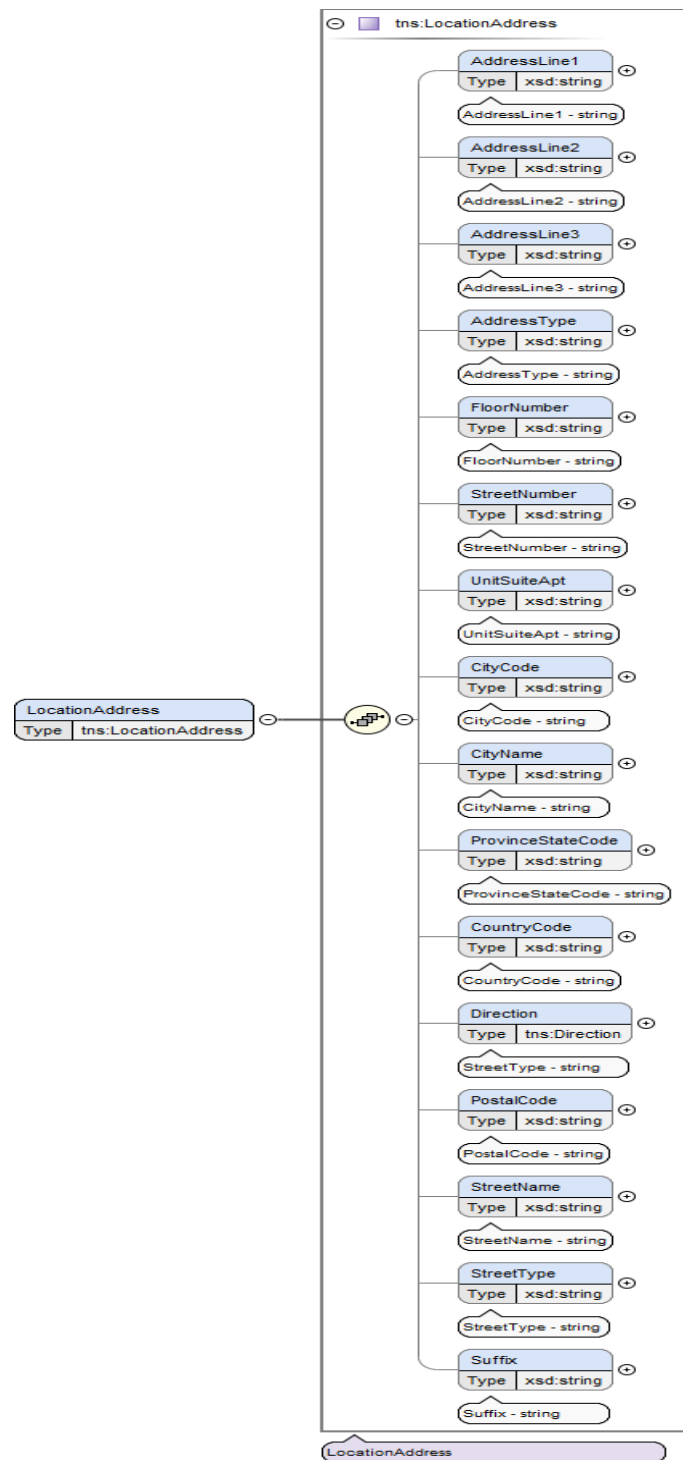 tns:LocationAddress
AddressLine1
Type xsd:string
AddressLine1 - string
AddressLine2
Type xsd:string
AddressLine2 - string
AddressLine3
Type xsd:string
AddressLine3 - string
AddressType
Type xsd:string
AddressType - string
FloorNumber
Type xsd:string
FloorNumber - string
StreetNumber
Type xsd:string
StreetNumber - string
UnitSuiteApt
Type xsd:string
UnitSuiteApt - string
CityCode
Type xsd:string
CityCode - string
LocationAddress
Type tns:LocationAddress
CityName
Type xsd:string
CityName - string
ProvinceStateCode
Type xsd:string
ProvinceStateCode - string
CountryCode
Type xsd:string
CountryCode - string
Direction
Type tns:Direction
StreetType - string
PostalCode
Type xsd:string
PostalCode - string
StreetName
Type xsd:string
StreetName - string
StreetType
Type xsd:string
StreetType - string
Suffix
Type xsd:string
Suffix - string
LocationAddress